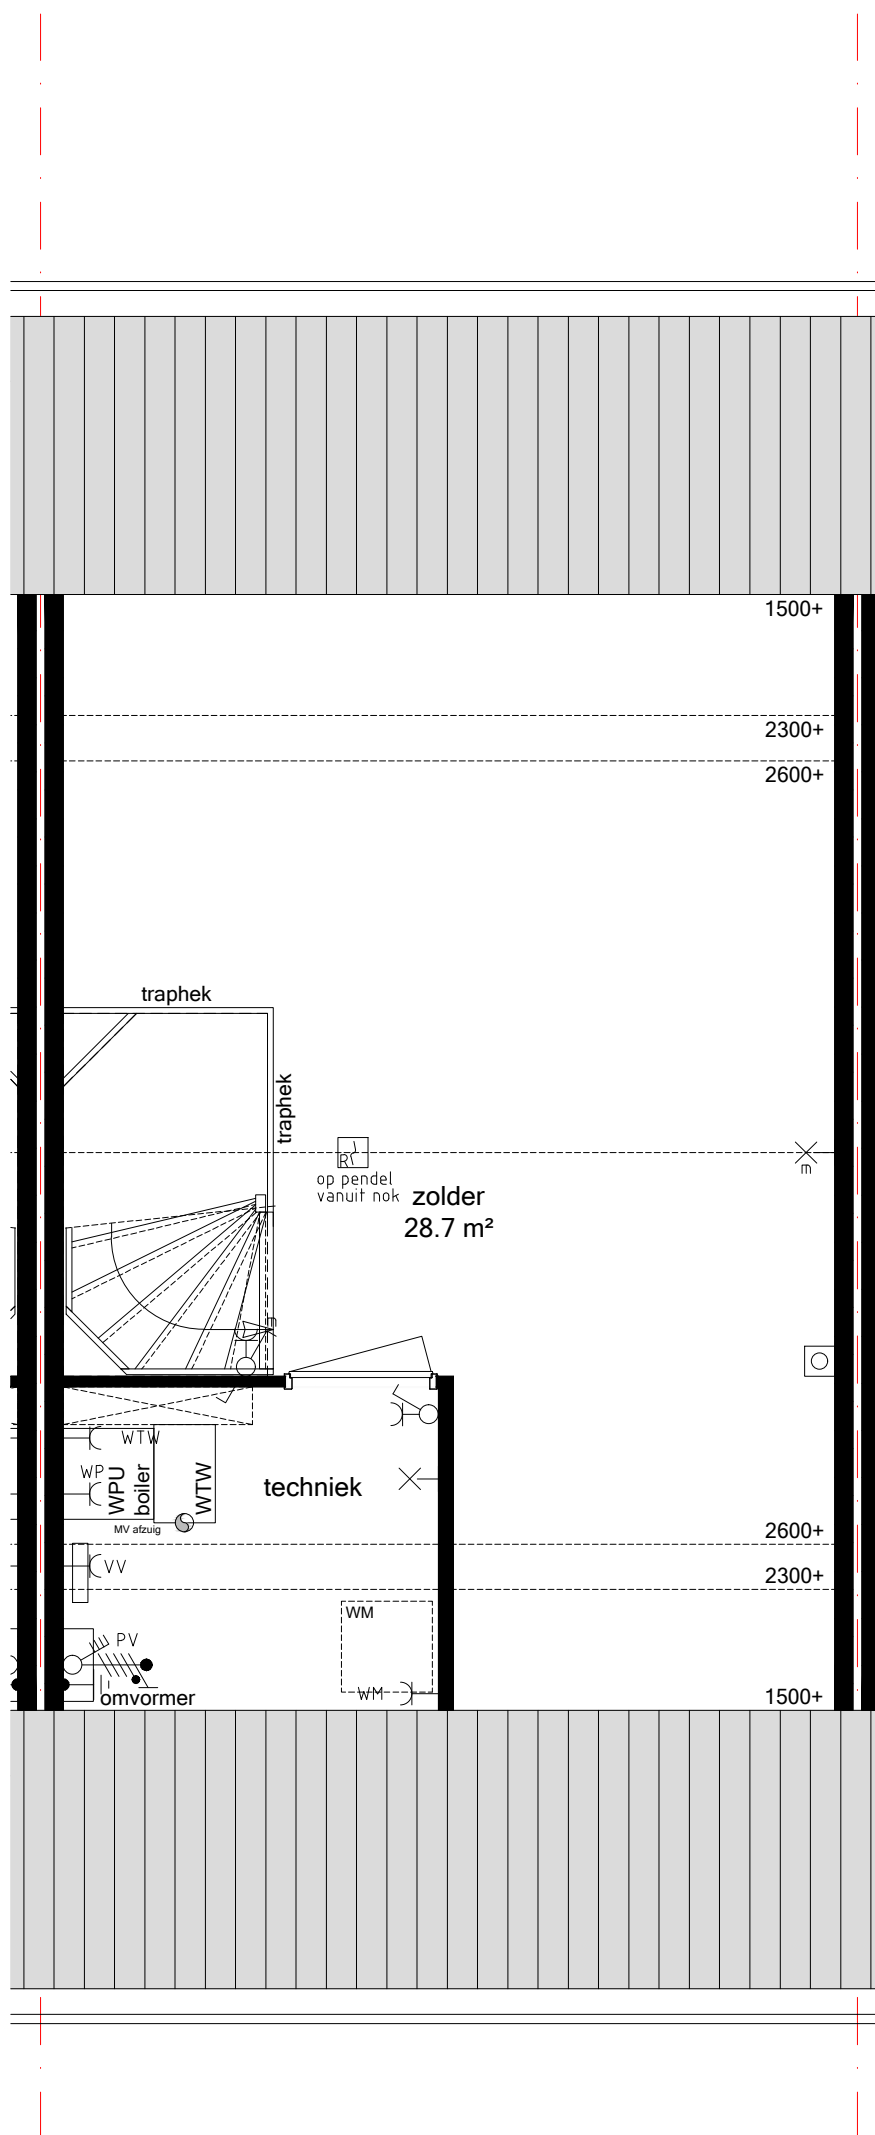 1500+
2300+
2600+
traphek
traphek
R
op pendel
vanuit nok
m
zolder
28.7 m²
m
WTW
WP
WPU
boiler
WTW
techniek
MV afzuig
2600+
VV
2300+
WM
PV
WM
omvormer
1500+